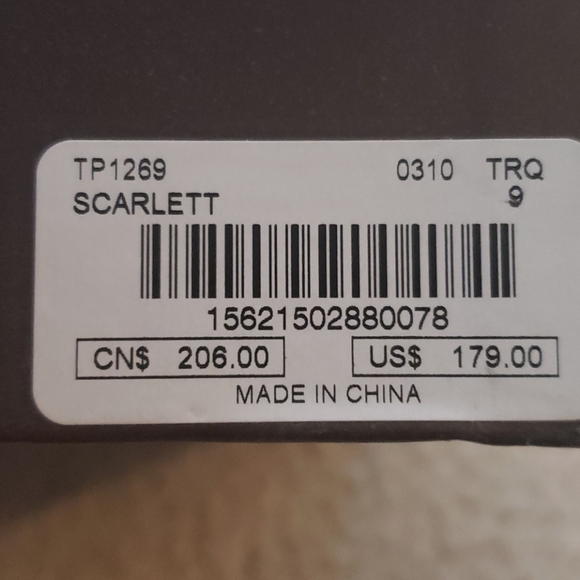 TP1269 0310 TRQ
SCARLETT 9
15621502880078
CN$ 206.00 US$ 179.00
MADE IN CHINA